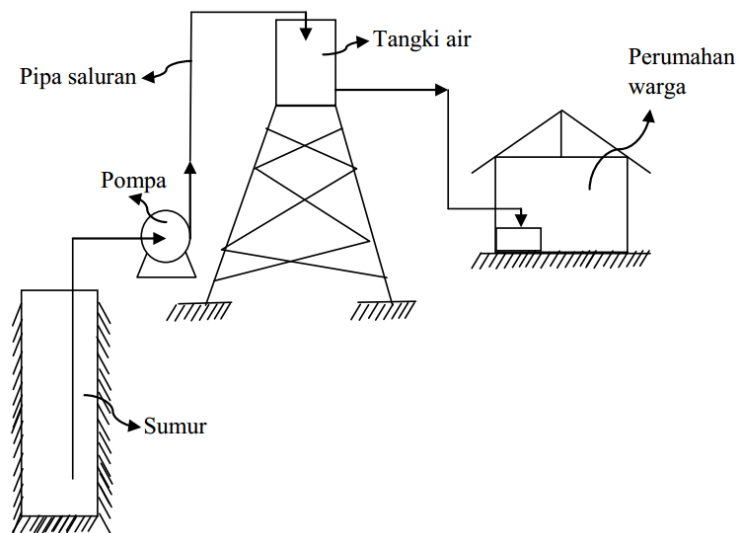 Tangki air
Pipa saluran
Perumahan
warga
Pompa
Sumur